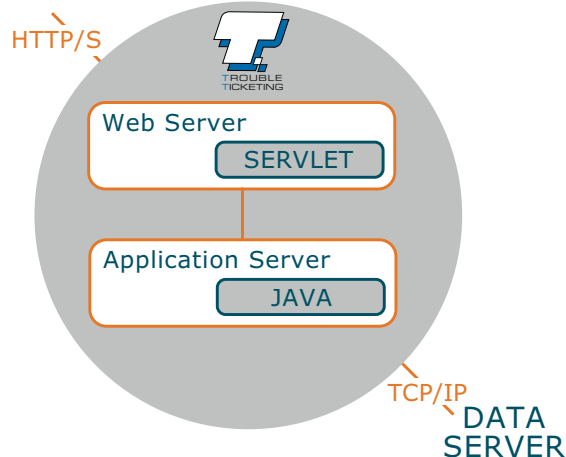 HTTP/S
TROUBLE
TICKETING
Web Server
SERVLET
Application Server
JAVA
TCP/IP
DATA
SERVER